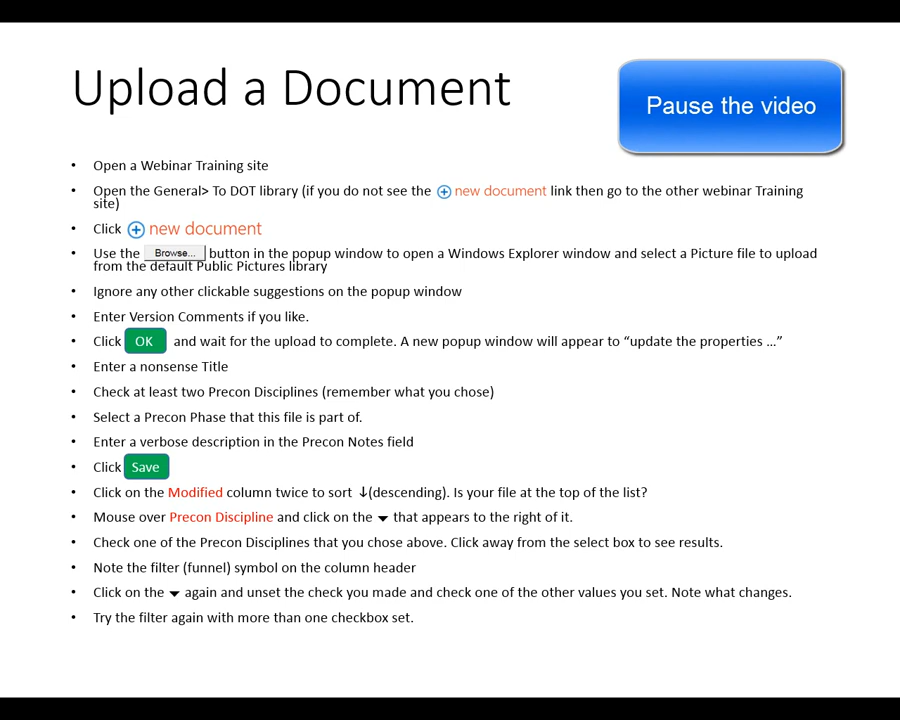 Upload a Document
Pause the video
• Open a Webinar Training site
• Open the General> To DOT library (if you do not see the new document link then go to the other webinar Training
site)
• Click new document
• Use the Browse... button in the popup window to open a Windows Explorer window and select a Picture file to upload
from the default Public Pictures library
• Ignore any other clickable suggestions on the popup window
• Enter Version Comments if you like.
• Click OK and wait for the upload to complete. A new popup window will appear to “update the properties …”
• Enter a nonsense Title
• Check at least two Precon Disciplines (remember what you chose)
• Select a Precon Phase that this file is part of.
• Enter a verbose description in the Precon Notes field
• Click Save
• Click on the Modified column twice to sort ↓(descending). Is your file at the top of the list?
• Mouse over Precon Discipline and click on the ▼ that appears to the right of it.
• Check one of the Precon Disciplines that you chose above. Click away from the select box to see results.
• Note the filter (funnel) symbol on the column header
• Click on the ▼ again and unset the check you made and check one of the other values you set. Note what changes.
• Try the filter again with more than one checkbox set.